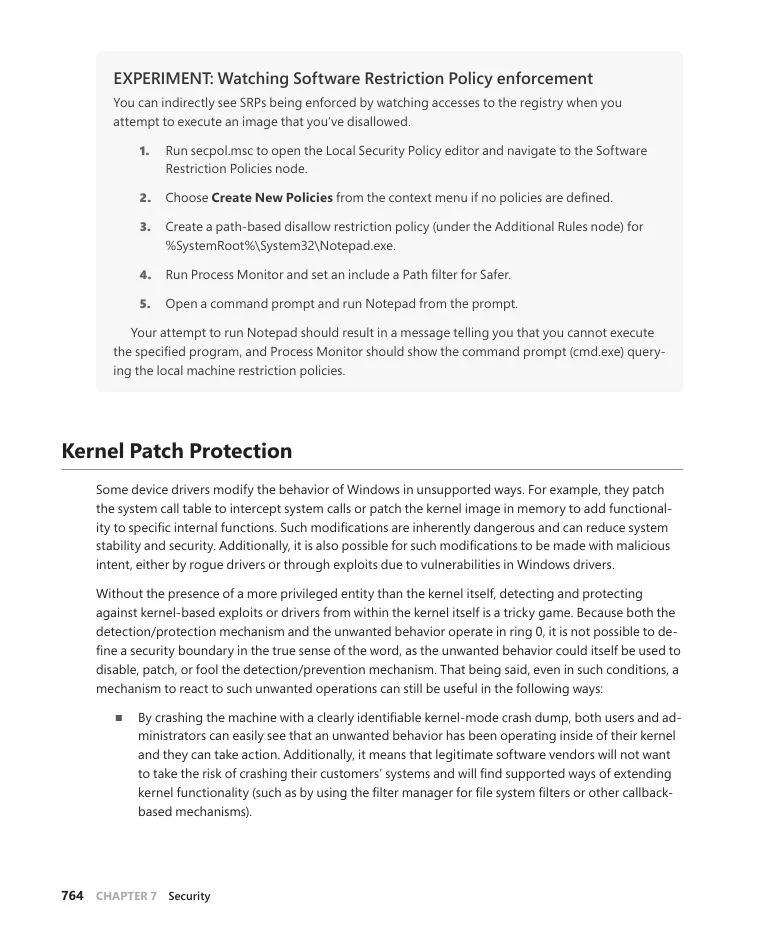 EXPERIMENT: Watching Software Restriction Policy enforcement
You can indirectly see SRPs being enforced by watching accesses to the registry when you
attempt to execute an image that you've disallowed.
1. Run secpol.msc to open the Local Security Policy editor and navigate to the Software
Restriction Policies node.
2. Choose Create New Policies from the context menu if no policies are defined.
3. Create a path-based disallow restriction policy (under the Additional Rules node) for
%SystemRoot%\System32\Notepad.exe.
4. Run Process Monitor and set an include a Path filter for Safer.
5. Open a command prompt and run Notepad from the prompt.
Your attempt to run Notepad should result in a message telling you that you cannot execute
the specified program, and Process Monitor should show the command prompt (cmd.exe) query-
ing the local machine restriction policies.
Kernel Patch Protection
Some device drivers modify the behavior of Windows in unsupported ways. For example, they patch
the system call table to intercept system calls or patch the kernel image in memory to add functional-
ity to specific internal functions. Such modifications are inherently dangerous and can reduce system
stability and security. Additionally, it is also possible for such modifications to be made with malicious
intent, either by rogue drivers or through exploits due to vulnerabilities in Windows drivers.
Without the presence of a more privileged entity than the kernel itself, detecting and protecting
against kernel-based exploits or drivers from within the kernel itself is a tricky game. Because both the
detection/protection mechanism and the unwanted behavior operate in ring 0, it is not possible to de-
fine a security boundary in the true sense of the word, as the unwanted behavior could itself be used to
disable, patch, or fool the detection/prevention mechanism. That being said, even in such conditions, a
mechanism to react to such unwanted operations can still be useful in the following ways:
■ By crashing the machine with a clearly identifiable kernel-mode crash dump, both users and ad-
ministrators can easily see that an unwanted behavior has been operating inside of their kernel
and they can take action. Additionally, it means that legitimate software vendors will not want
to take the risk of crashing their customers' systems and will find supported ways of extending
kernel functionality (such as by using the filter manager for file system filters or other callback-
based mechanisms).
764 CHAPTER 7 Security